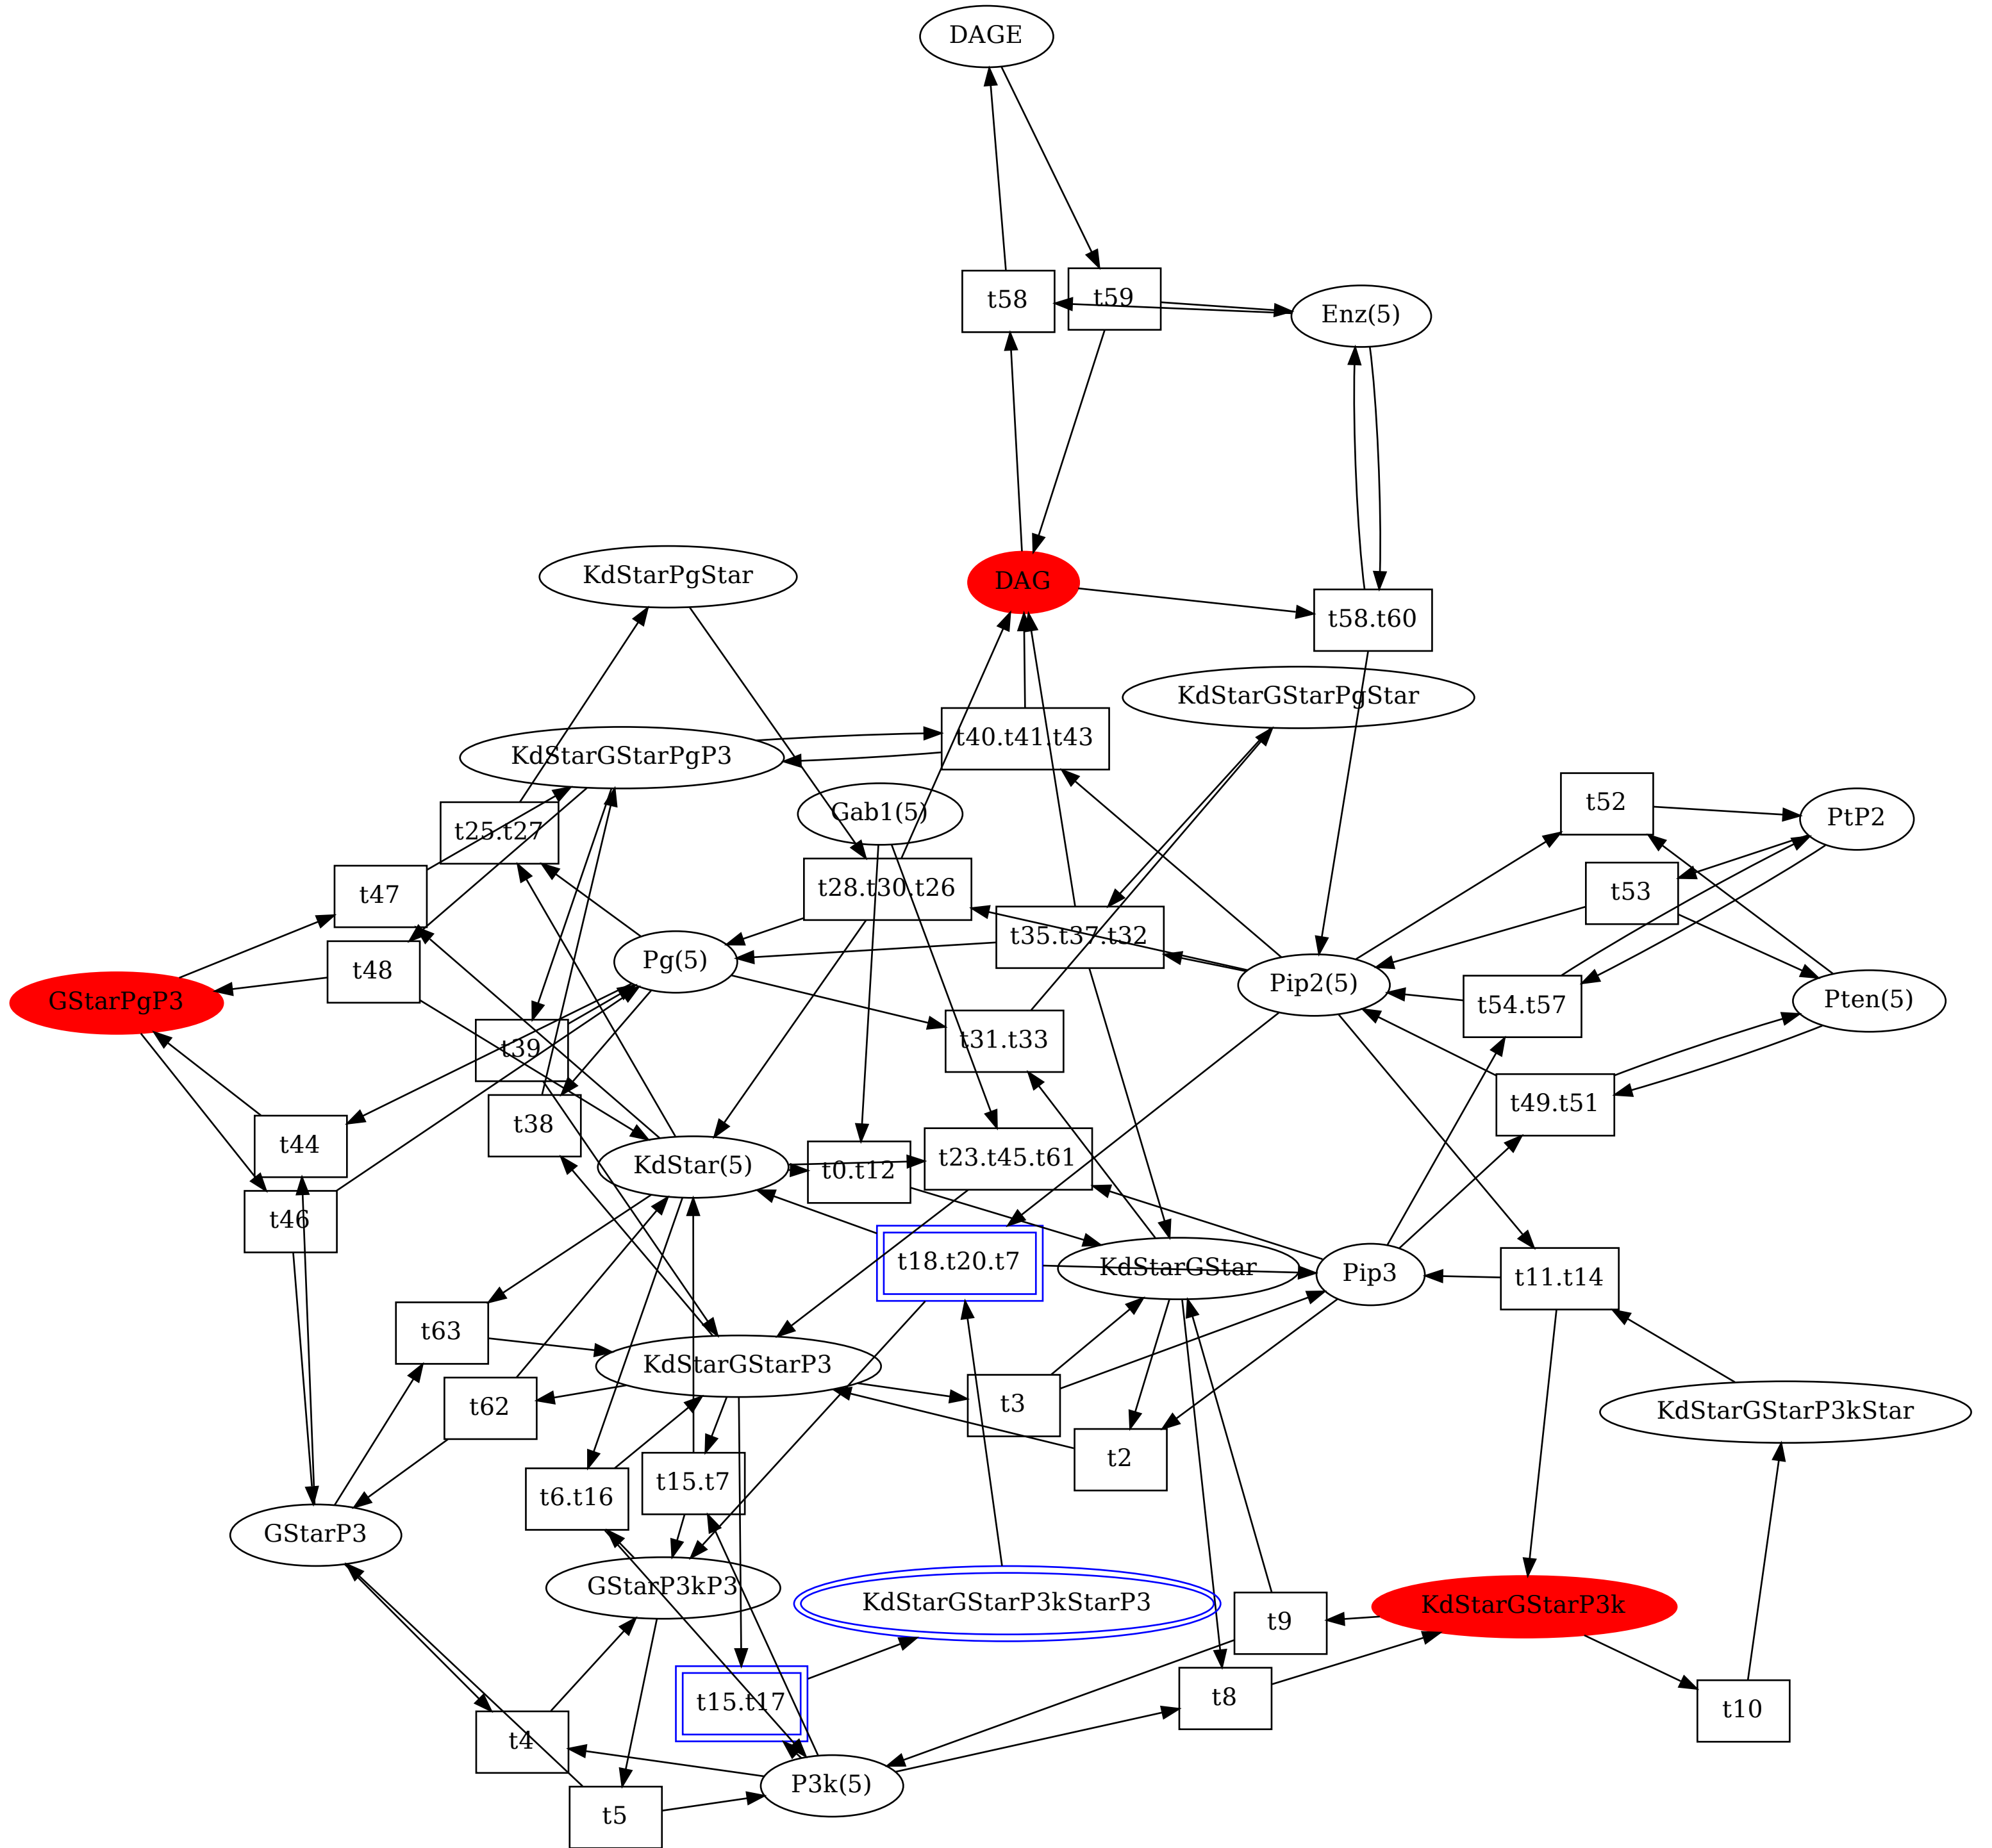 DAGE
t58
t59
Enz(5)
KdStarPgStar
DAG
t58.t60
KdStarGStarPgStar
t40.t41.t43
KdStarGStarPgP3
t52
PtP2
Gab1(5)
t25.t27
t47
t28.t30.t26
t53
t35.t37.t32
Pg(5)
t48
Pip2(5)
GStarPgP3
t54.t57
Pten(5)
t39
t31.t33
t49.t51
t38
t44
t23.t45.t61
KdStar(5)
t0.t12
t46
t18.t20.t7
KdStarGStar
Pip3
t11.t14
t63
KdStarGStarP3
t62
t3
KdStarGStarP3kStar
t2
t15.t7
t6.t16
GStarP3
GStarP3kP3
KdStarGStarP3kStarP3
KdStarGStarP3k
t9
t8
t15.t17
t10
t4
P3k(5)
t5